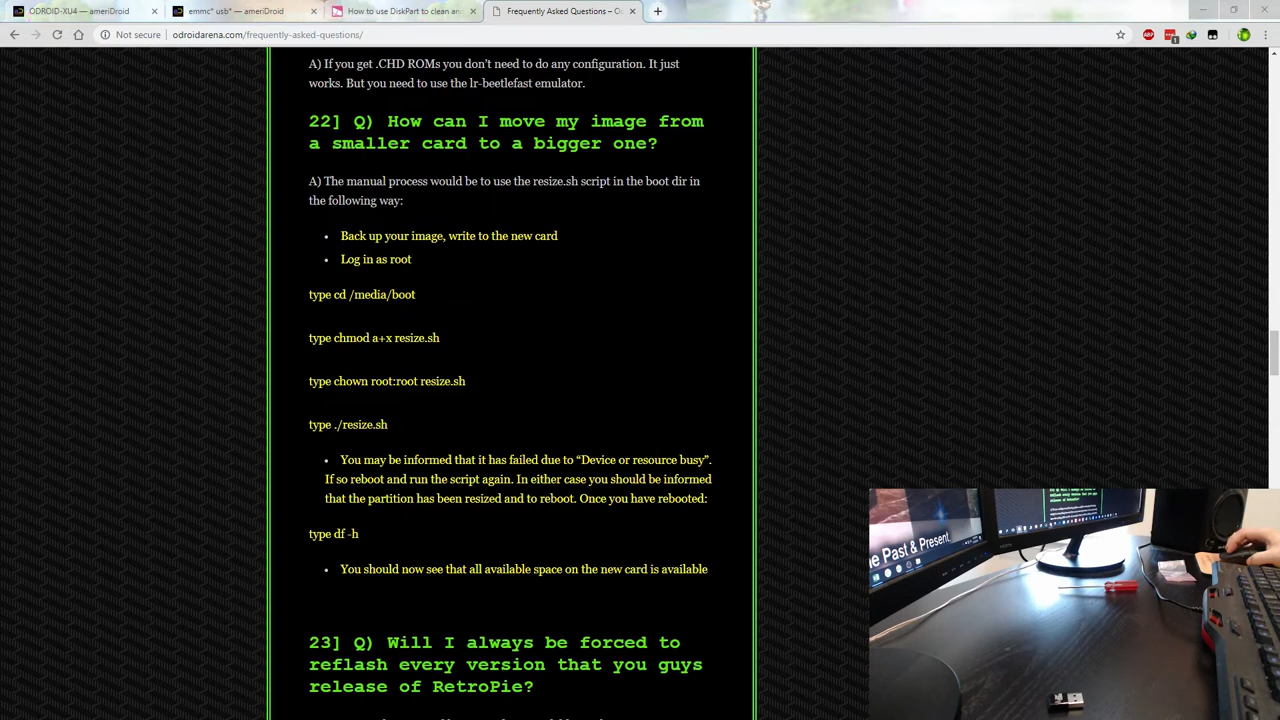 ODROID-XU4 — ameriDroid
emmc* usb* — ameriDroid
How to use DiskPart to clean and
Frequently Asked Questions – Oc
Not secure | odroidarena.com/frequently-asked-questions/
A) If you get .CHD ROMs you don't need to do any configuration. It just
works. But you need to use the lr-beetlefast emulator.
22] Q) How can I move my image from
a smaller card to a bigger one?
A) The manual process would be to use the resize.sh script in the boot dir in
the following way:
Back up your image, write to the new card
Log in as root
type cd /media/boot
type chmod a+x resize.sh
type chown root:root resize.sh
type ./resize.sh
You may be informed that it has failed due to “Device or resource busy”.
If so reboot and run the script again. In either case you should be informed
that the partition has been resized and to reboot. Once you have rebooted:
type df -h
You should now see that all available space on the new card is available
23] Q) Will I always be forced to
reflash every version that you guys
release of RetroPie?
he Past & Present.